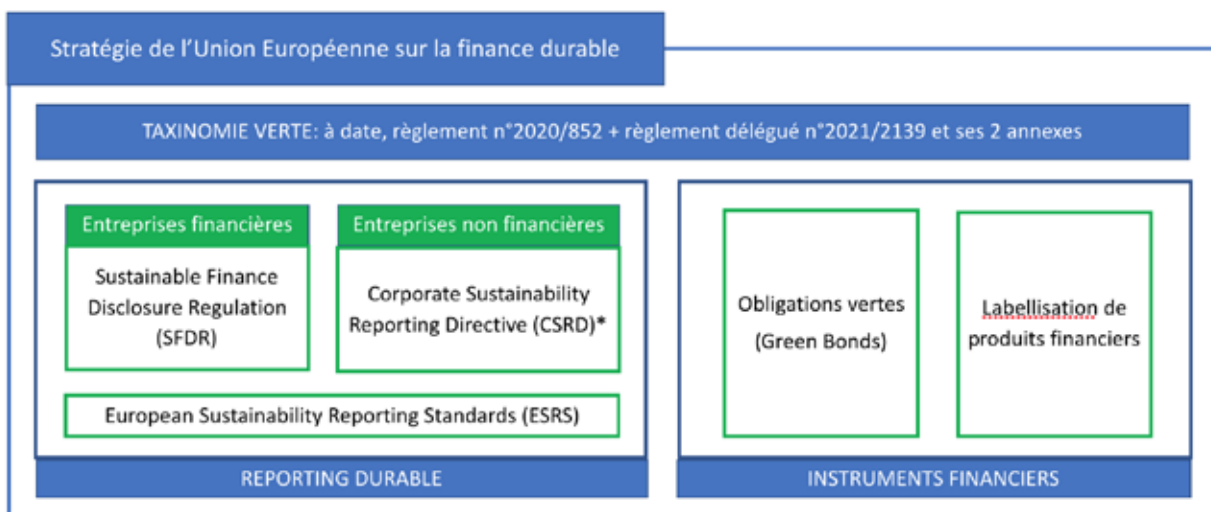 Stratégie de l'Union Européenne sur la finance durable
TAXINOMIE VERTE: à date, règlement n°2020/852 + règlement délégué n°2021/2139 et ses 2 annexes
Entreprises financières
Sustainable Finance
Disclosure Regulation
(SFDR)
Entreprises non financières
Corporate Sustainability
Reporting Directive (CSRD)*
European Sustainability Reporting Standards (ESRS)
REPORTING DURABLE
Obligations vertes
(Green Bonds)
Labellisation de
produits financiers
INSTRUMENTS FINANCIERS